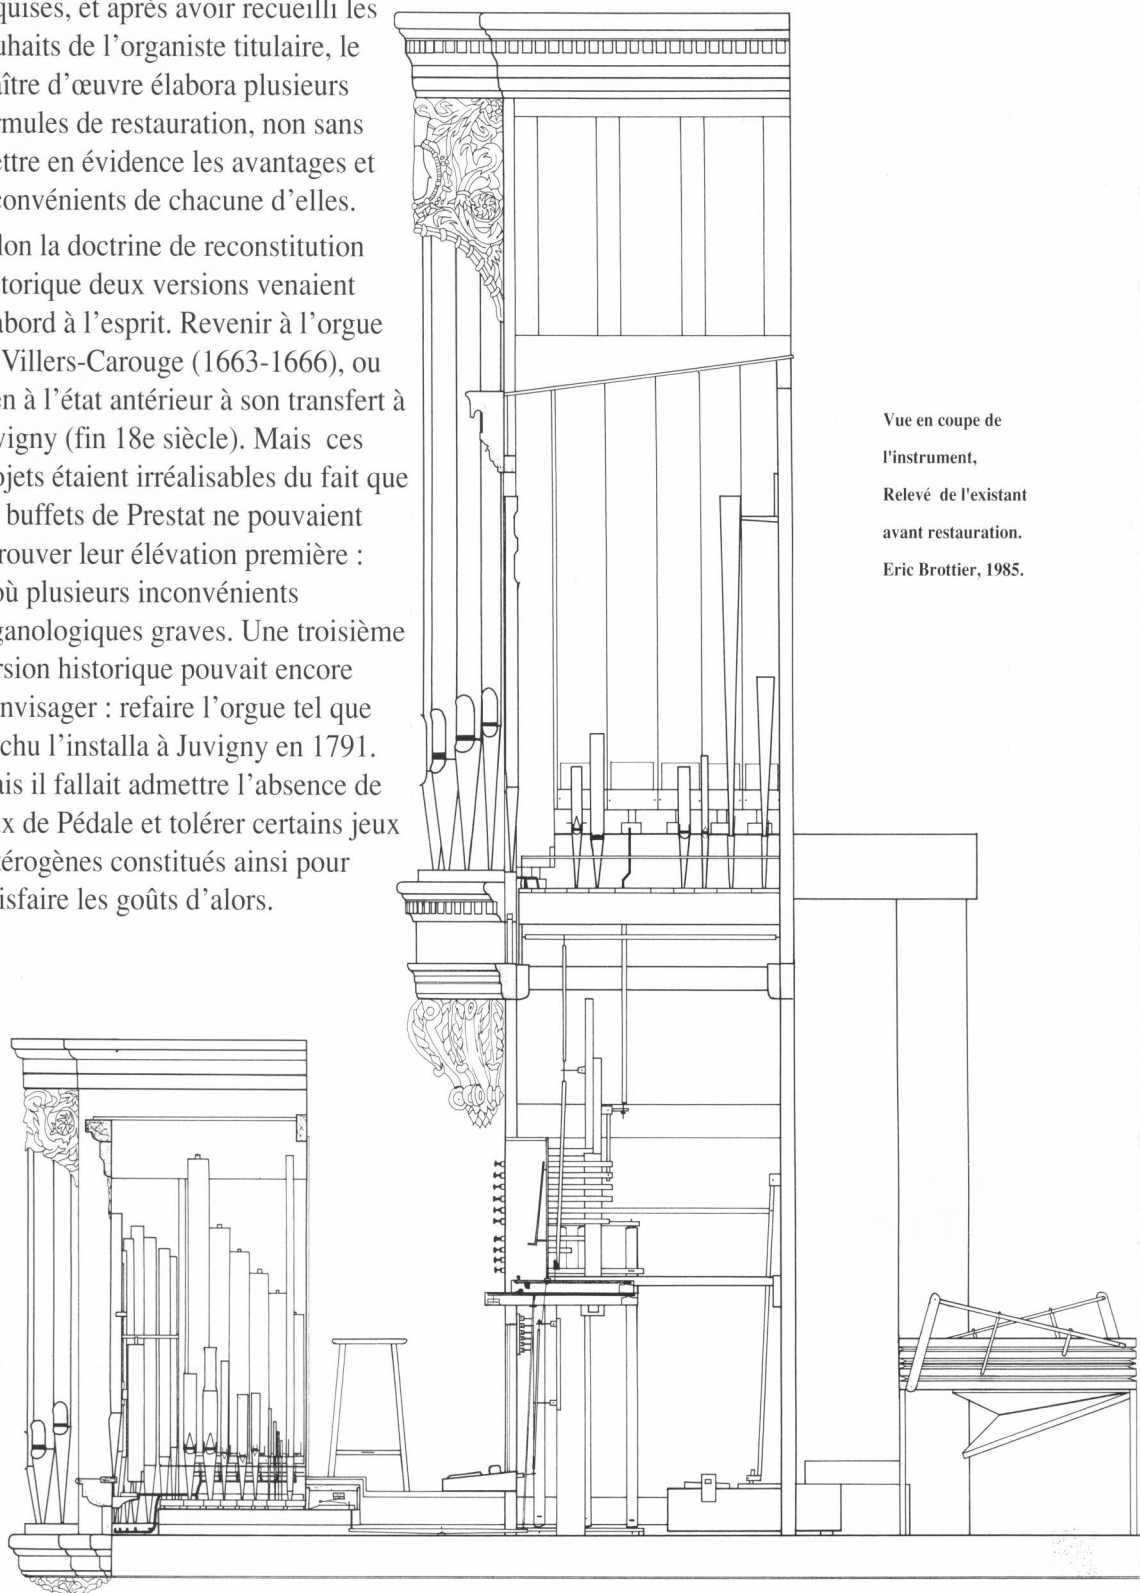 quises, et après avoir recueilli les
uhaits de l'organiste titulaire, le
aître d'œuvre élabora plusieurs
rmules de restauration, non sans
ettre en évidence les avantages et
convénients de chacune d'elles.
lon la doctrine de reconstitution
torique deux versions venaient
abord à l'esprit. Revenir à l'orgue
Villers-Carouge (1663-1666), ou
en à l'état antérieur à son transfert à
vigny (fin 18e siècle). Mais ces
ojets étaient irréalisables du fait que
buffets de Prestat ne pouvaient
rouver leur élévation première :
où plusieurs inconvénients
ganologiques graves. Une troisième
rsion historique pouvait encore
nvisager : refaire l'orgue tel que
chu l'installa à Juvigny en 1791.
ais il fallait admettre l'absence de
ux de Pédale et tolérer certains jeux
térogènes constitués ainsi pour
isfaire les goûts d'alors.
Vue en coupe de
l'instrument,
Relevé de l'existant
avant restauration.
Eric Brottier, 1985.